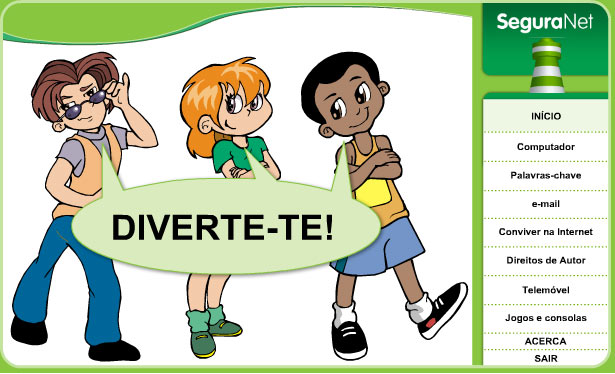 SeguraNet
DIVERTE-TE!
INÍCIO
Computador
Palavras-chave
e-mail
Conviver na Internet
Direitos de Autor
Telemóvel
Jogos e consolas
ACERCA
SAIR